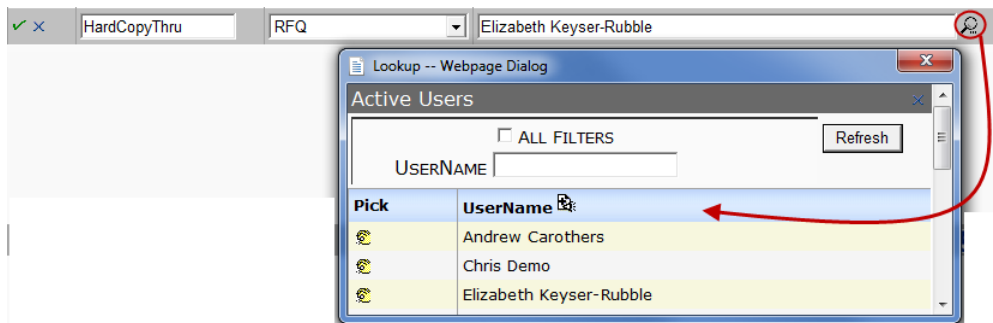 HardCopyThru RFQ Elizabeth Keyser-Rubble
Lookup -- Webpage Dialog
Active Users
ALL FILTERS Refresh
USERNAME
Pick UserName
Andrew Carothers
Chris Demo
Elizabeth Keyser-Rubble